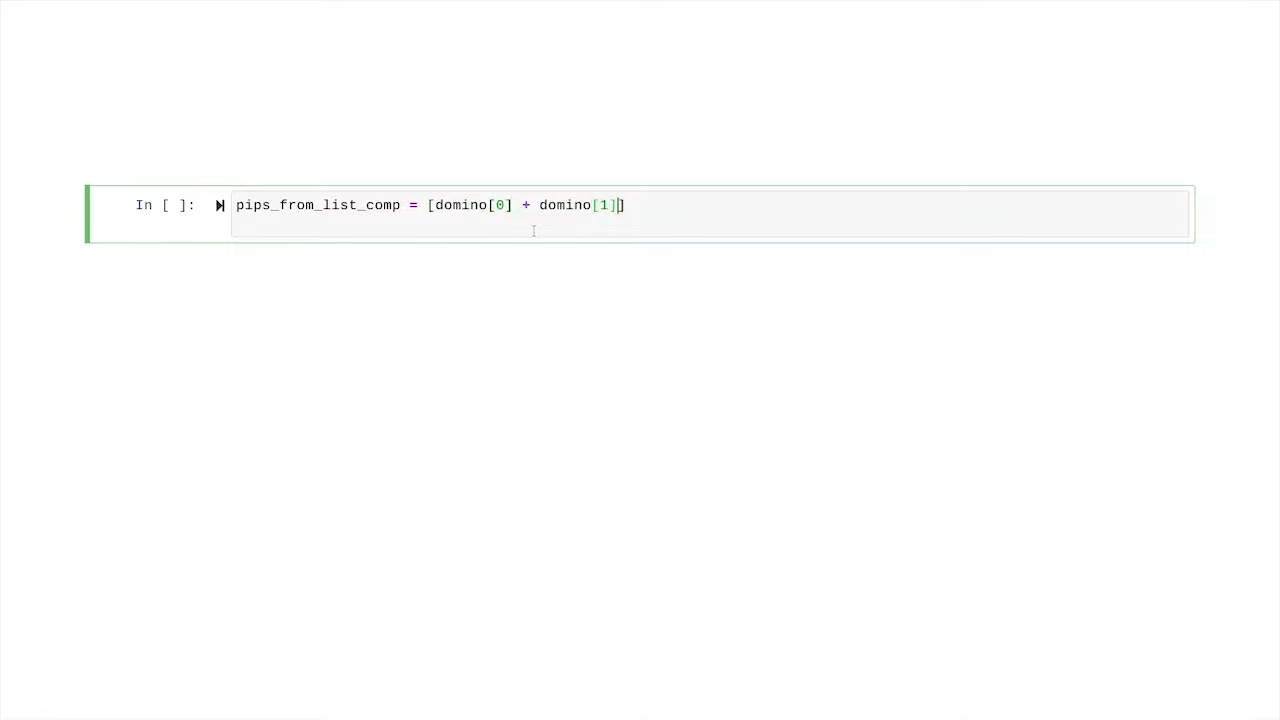 In [ ]: pips_from_list_comp = [domino[0] + domino[1]]